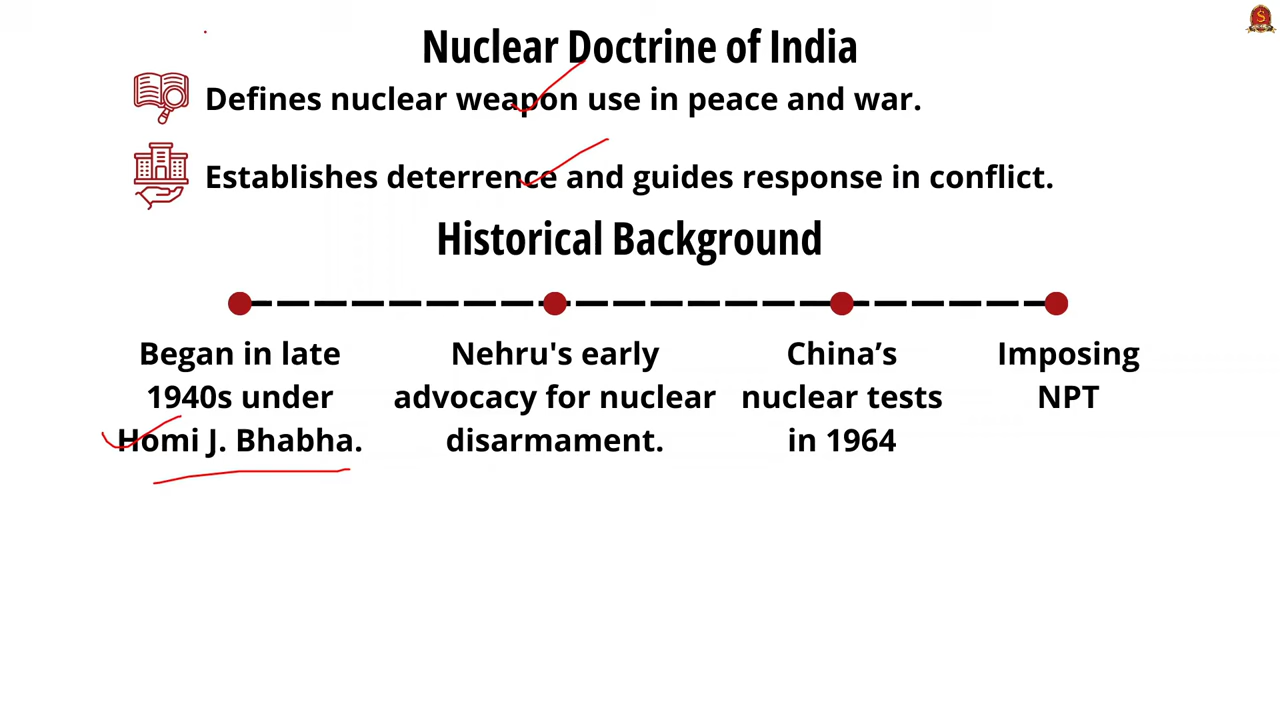 Nuclear Doctrine of India
Defines nuclear weapon use in peace and war.
Establishes deterrence and guides response in conflict.
Historical Background
Began in late
1940s under
Homi J. Bhabha.
Nehru's early
advocacy for nuclear
disarmament.
China’s
nuclear tests
in 1964
Imposing
NPT